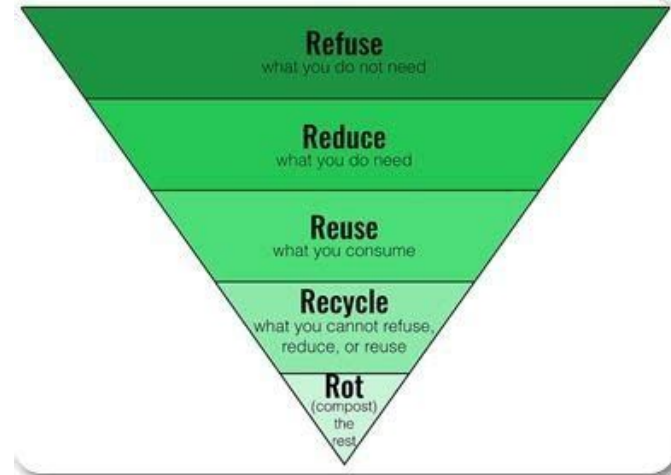 Refuse
what you do not need
Reduce
what you do need
Reuse
what you consume
Recycle
what you cannot refuse,
reduce, or reuse
Rot
(compost)
the
rest